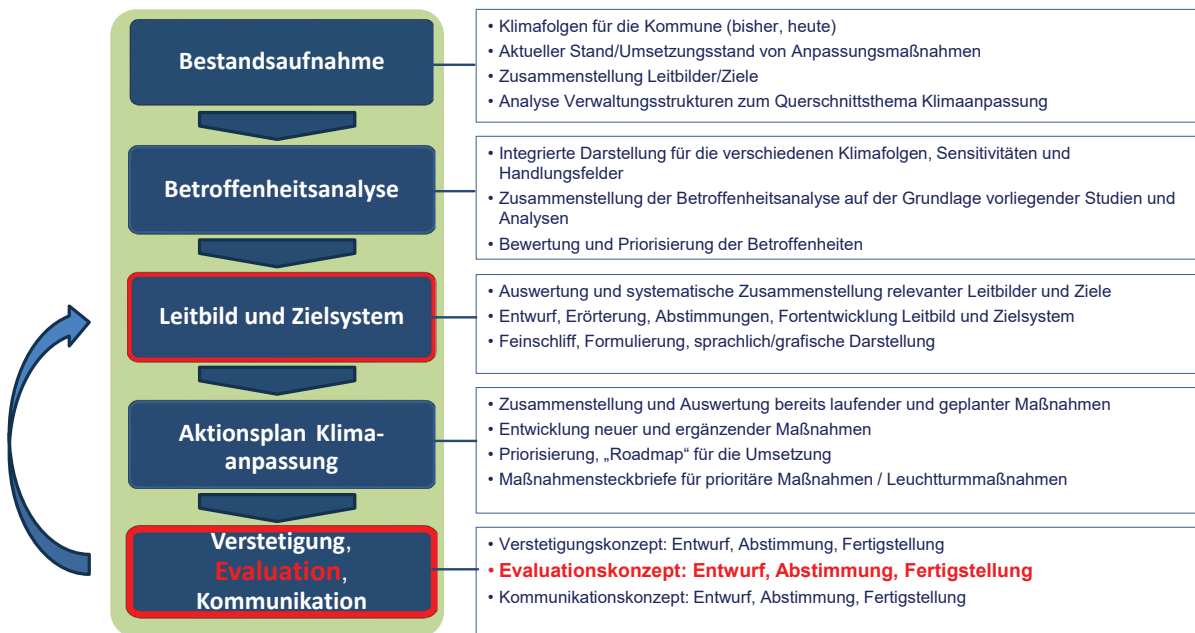 Bestandsaufnahme
• Klimafolgen für die Kommune (bisher, heute)
• Aktueller Stand/Umsetzungsstand von Anpassungsmaßnahmen
• Zusammenstellung Leitbilder/Ziele
• Analyse Verwaltungsstrukturen zum Querschnittsthema Klimaanpassung
Betroffenheitsanalyse
• Integrierte Darstellung für die verschiedenen Klimafolgen, Sensitivitäten und
Handlungsfelder
• Zusammenstellung der Betroffenheitsanalyse auf der Grundlage vorliegender Studien und
Analysen
• Bewertung und Priorisierung der Betroffenheiten
Leitbild und Zielsystem
• Auswertung und systematische Zusammenstellung relevanter Leitbilder und Ziele
• Entwurf, Erörterung, Abstimmungen, Fortentwicklung Leitbild und Zielsystem
• Feinschliff, Formulierung, sprachlich/grafische Darstellung
Aktionsplan Klima-
anpassung
• Zusammenstellung und Auswertung bereits laufender und geplanter Maßnahmen
• Entwicklung neuer und ergänzender Maßnahmen
• Priorisierung, „Roadmap“ für die Umsetzung
• Maßnahmensteckbriefe für prioritäre Maßnahmen / Leuchtturmmaßnahmen
Verstetigung,
Evaluation,
Kommunikation
• Verstetigungskonzept: Entwurf, Abstimmung, Fertigstellung
• Evaluationskonzept: Entwurf, Abstimmung, Fertigstellung
• Kommunikationskonzept: Entwurf, Abstimmung, Fertigstellung